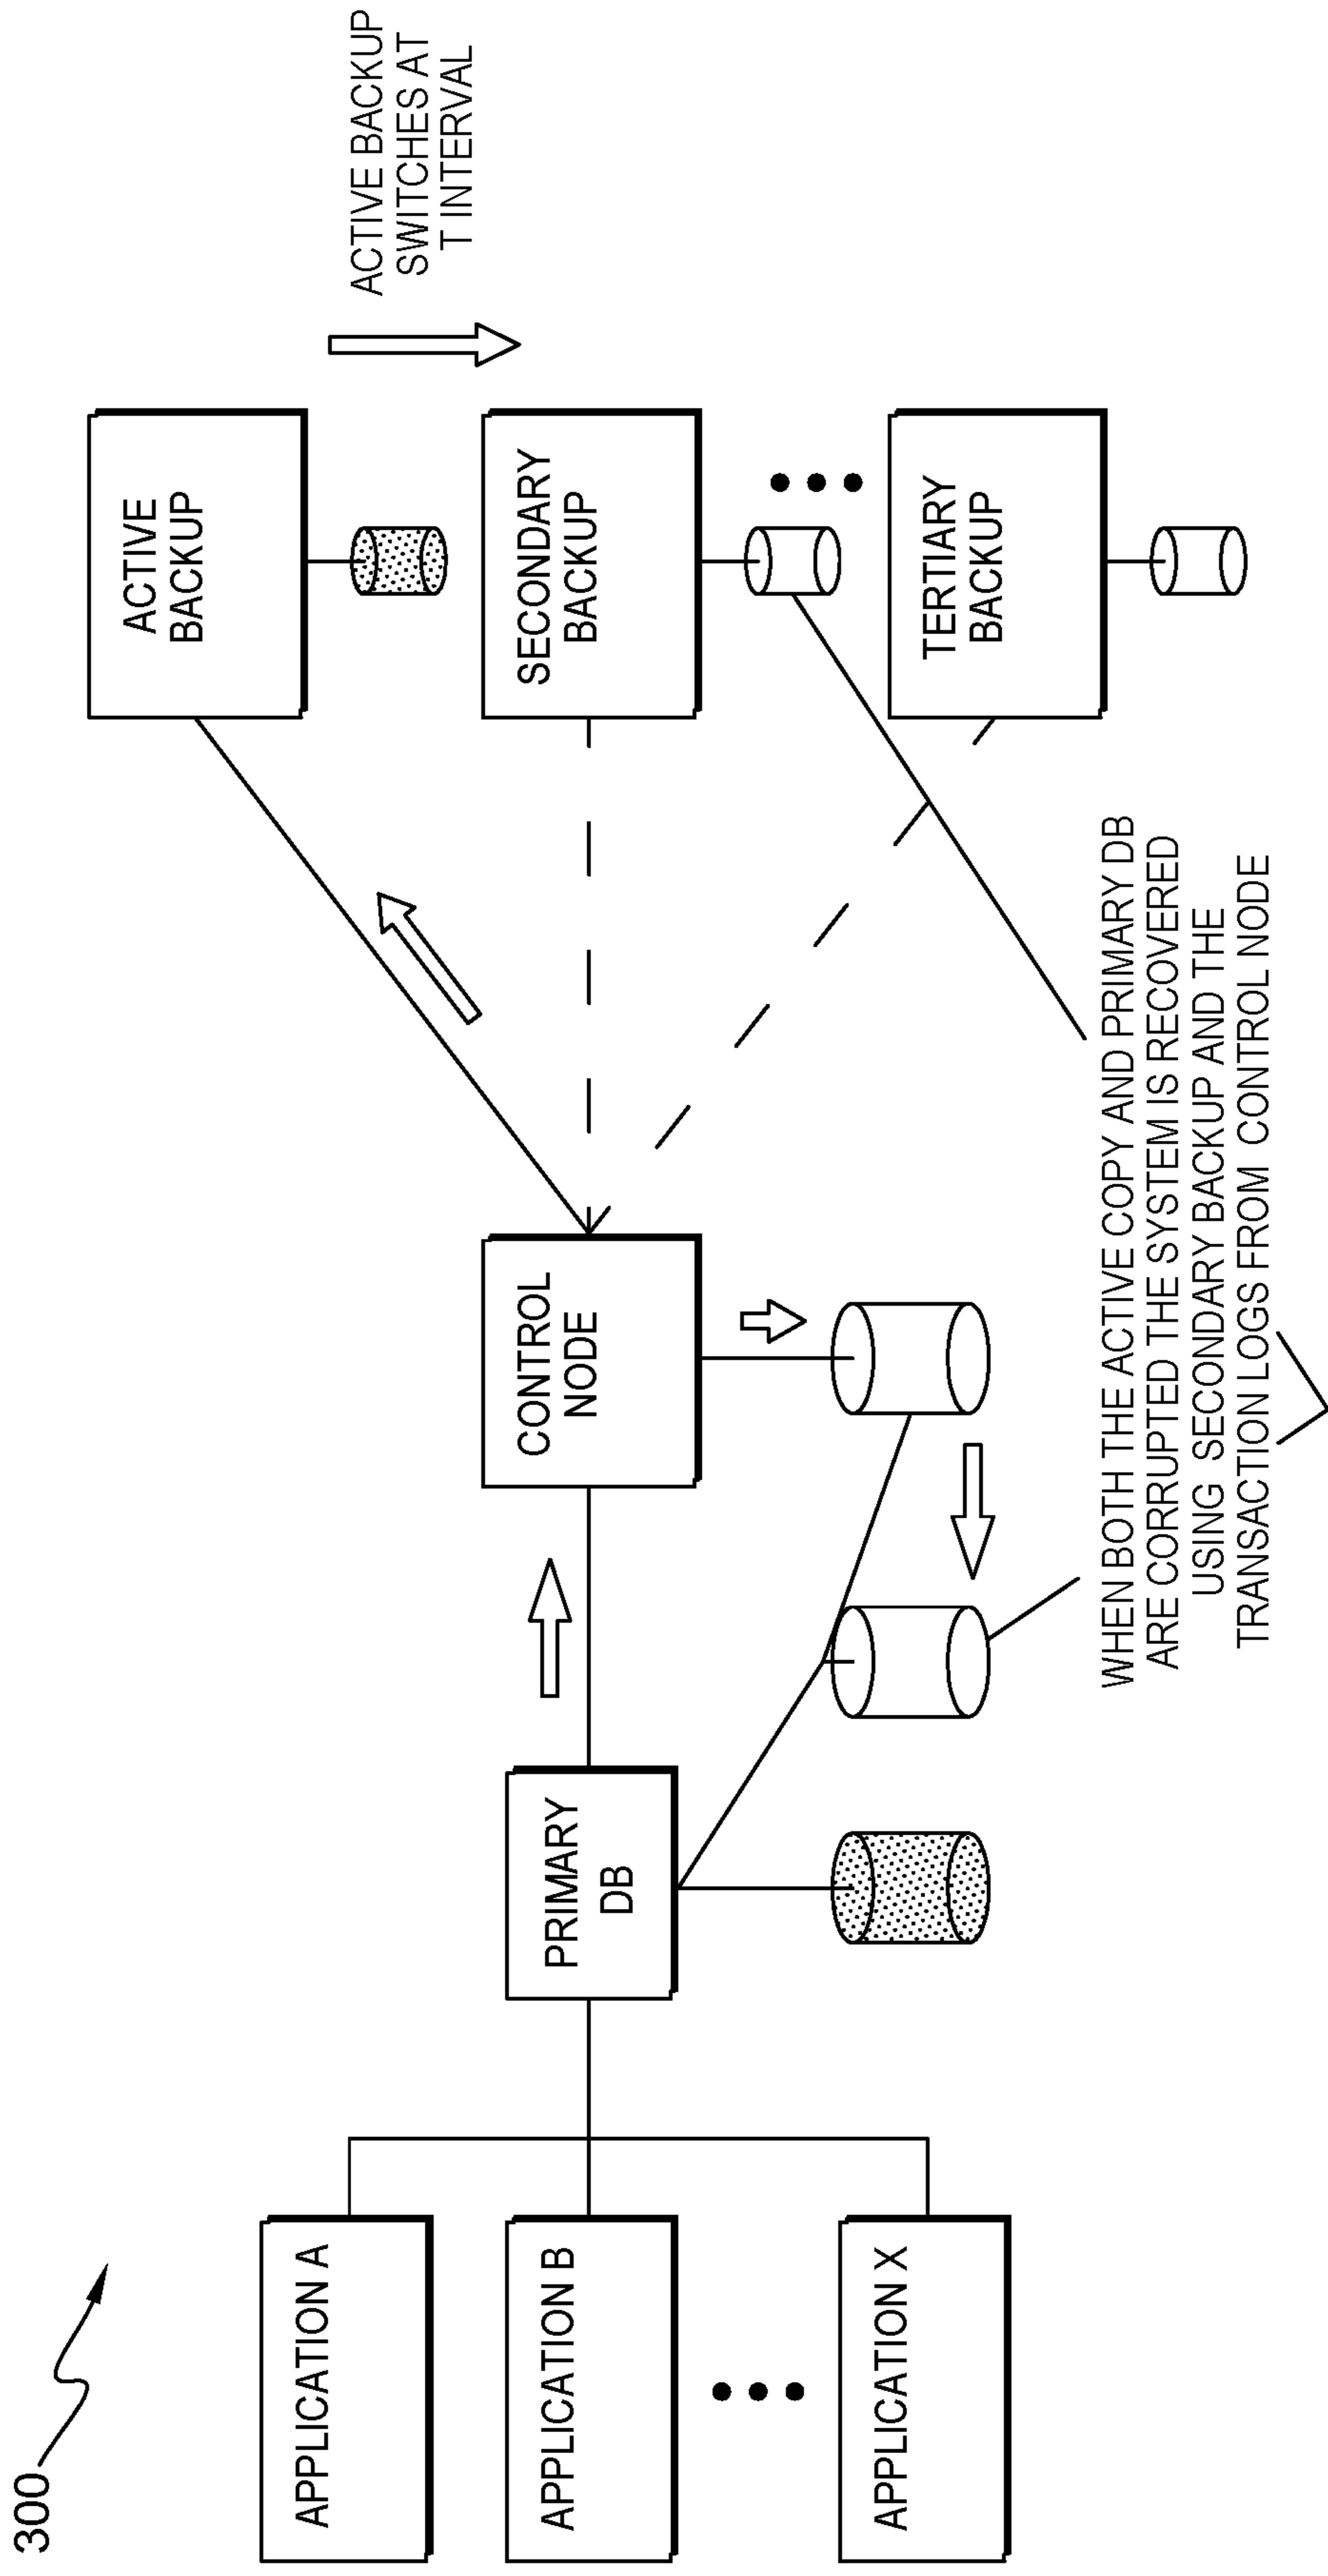 300
APPLICATION A
APPLICATION B
APPLICATION X
PRIMARY
DB
CONTROL
NODE
ACTIVE
BACKUP
SECONDARY
BACKUP
TERTIARY
BACKUP
ACTIVE BACKUP
SWITCHES AT
T INTERVAL
WHEN BOTH THE ACTIVE COPY AND PRIMARY DB
ARE CORRUPTED THE SYSTEM IS RECOVERED
USING SECONDARY BACKUP AND THE
TRANSACTION LOGS FROM CONTROL NODE